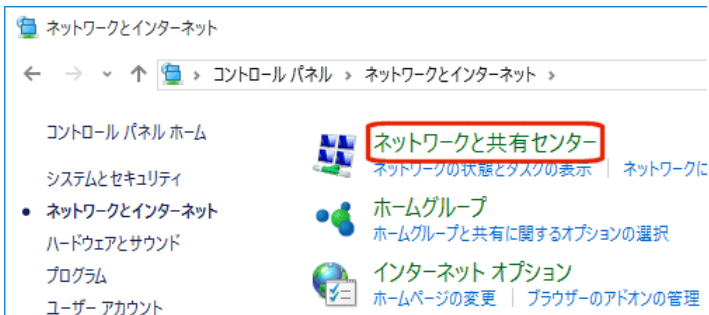 ネットワークとインターネット
コントロール パネル › ネットワークとインターネット ›
コントロール パネル ホーム
システムとセキュリティ
ネットワークとインターネット
ハードウェアとサウンド
プログラム
ユーザー アカウント
ネットワークと共有センター
ネットワークの状態とタスクの表示 | ネットワークに
ホームグループ
ホームグループと共有に関するオプションの選択
インターネット オプション
ホームページの変更 | ブラウザーのアドオンの管理